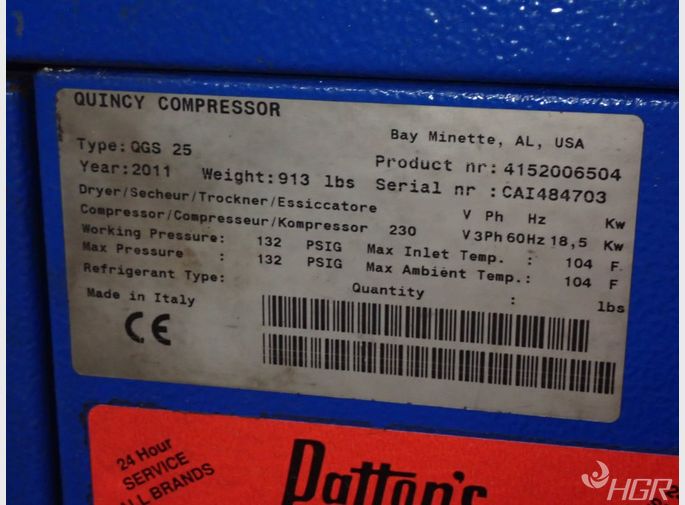 QUINCY COMPRESSOR
Bay Minette, AL, USA
Type: QGS 25
Product nr: 4152006504
Year: 2011 Weight: 913 lbs Serial nr : CAI484703
Dryer/Secheur/Trockner/Essiccatore V Ph Hz Kw
Compressor/Compresseur/Kompressor 230 V 3Ph 60Hz 18,5 Kw
Working Pressure: 132 PSIG Max Inlet Temp. : 104 F
Max Pressure : 132 PSIG Max Ambient Temp.: 104 F
Refrigerant Type: Quantity : lbs
Made in Italy
CE
24 Hour
SERVICE
ALL BRANDS
Patton's
HGR